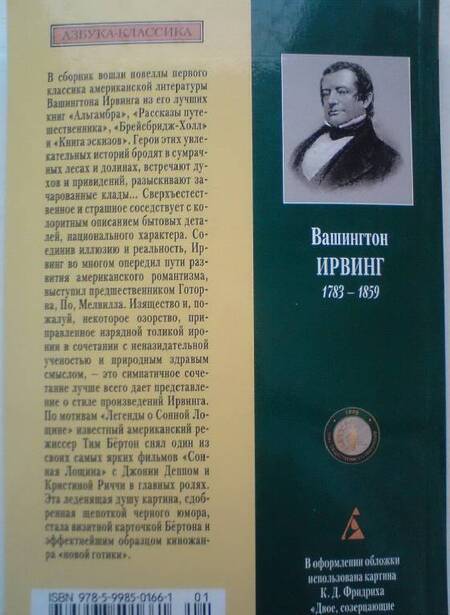 АЗБУКА-КЛАССИКА
В сборник вошли новеллы первого
классика американской литературы
Вашингтона Ирвинга из его лучших
книг «Альгамбра», «Рассказы путе-
шественника», «Брейсбридж-Холл»
и «Книга эскизов». Герои этих увле-
кательных историй бродят в сумрач-
ных лесах и долинах, встречают ду-
хов и привидений, разыскивают за-
чарованные клады... Сверхъестест-
венное и страшное соседствует с ко-
лоритным описанием бытовых дета-
лей, национального характера. Со-
единив иллюзию и реальность, Ир-
винг во многом опередил пути раз-
вития американского романтизма,
выступил предшественником Готор-
на, По, Мелвилла. Изящество и, по-
жалуй, некоторое озорство, при-
правленное изрядной толикой иро-
нии в сочетании с неназидательной
ученостью и природным здравым
смыслом, – это симпатичное соче-
тание лучше всего дает представле-
ние о стиле произведений Ирвинга.
По мотивам «Легенды о Сонной Ло-
щине» известный американский ре-
жиссер Тим Бёртон снял один из
своих самых ярких фильмов «Сон-
ная Лощина» с Джонни Деппом и
Кристиной Риччи в главных ролях.
Эта леденящая душу картина, сдоб-
ренная щепоткой черного юмора,
стала визитной карточкой Бёртона и
эффектнейшим образцом киножан-
ра «новой готики».
ISBN 978-5-9985-0166-1
01
Вашингтон
ИРВИНГ
1783 – 1859
В оформлении обложки
использована картина
К. Д. Фридриха
«Двое, созерцающие